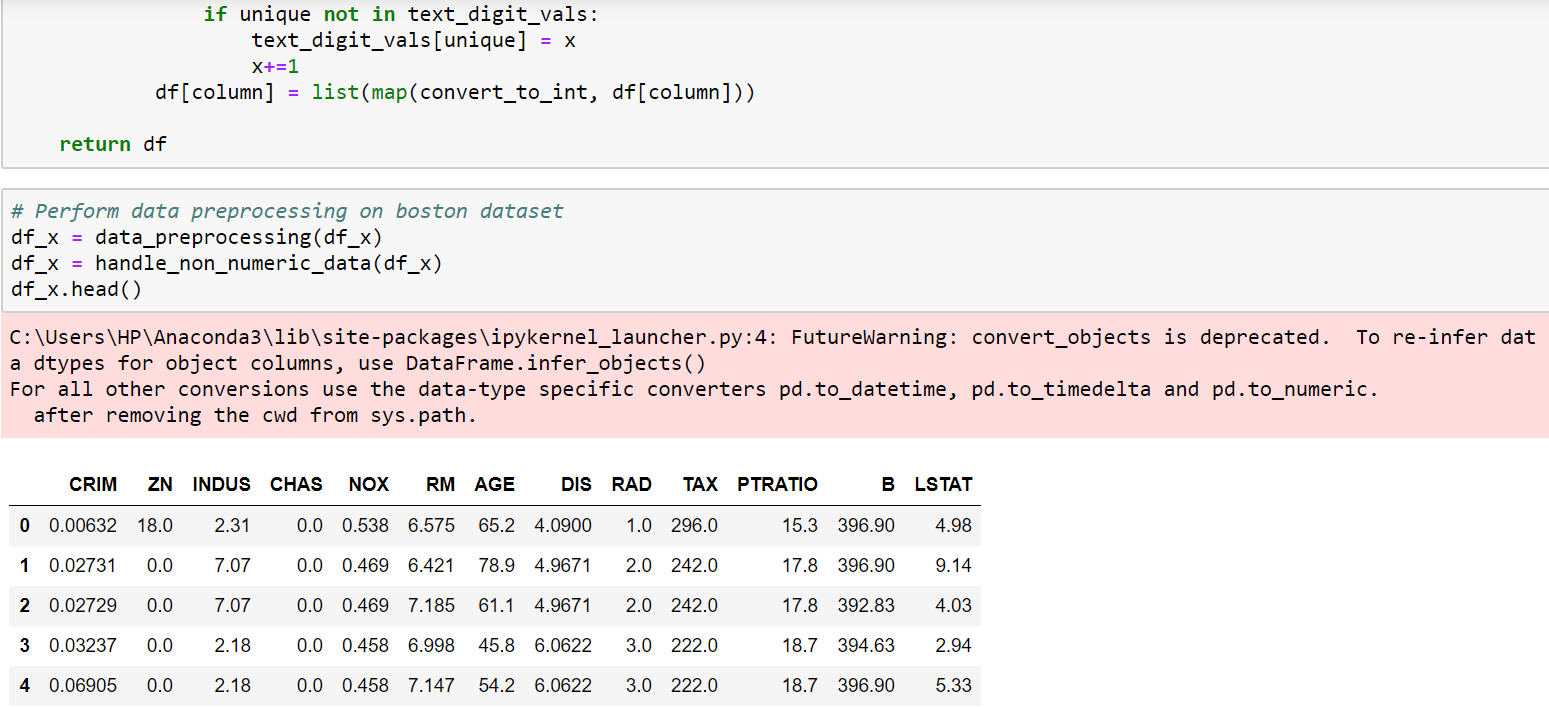 if unique not in text_digit_vals:
text_digit_vals[unique] = x
x+=1
df[column] = list(map(convert_to_int, df[column]))
return df
# Perform data preprocessing on boston dataset
df_x = data_preprocessing(df_x)
df_x = handle_non_numeric_data(df_x)
df_x.head()
C:\Users\HP\Anaconda3\lib\site-packages\ipykernel_launcher.py:4: FutureWarning: convert_objects is deprecated.  To re-infer dat
a dtypes for object columns, use DataFrame.infer_objects()
For all other conversions use the data-type specific converters pd.to_datetime, pd.to_timedelta and pd.to_numeric.
after removing the cwd from sys.path.
CRIM ZN INDUS CHAS NOX RM AGE DIS RAD TAX PTRATIO B LSTAT
0 0.00632 18.0 2.31 0.0 0.538 6.575 65.2 4.0900 1.0 296.0 15.3 396.90 4.98
1 0.02731 0.0 7.07 0.0 0.469 6.421 78.9 4.9671 2.0 242.0 17.8 396.90 9.14
2 0.02729 0.0 7.07 0.0 0.469 7.185 61.1 4.9671 2.0 242.0 17.8 392.83 4.03
3 0.03237 0.0 2.18 0.0 0.458 6.998 45.8 6.0622 3.0 222.0 18.7 394.63 2.94
4 0.06905 0.0 2.18 0.0 0.458 7.147 54.2 6.0622 3.0 222.0 18.7 396.90 5.33